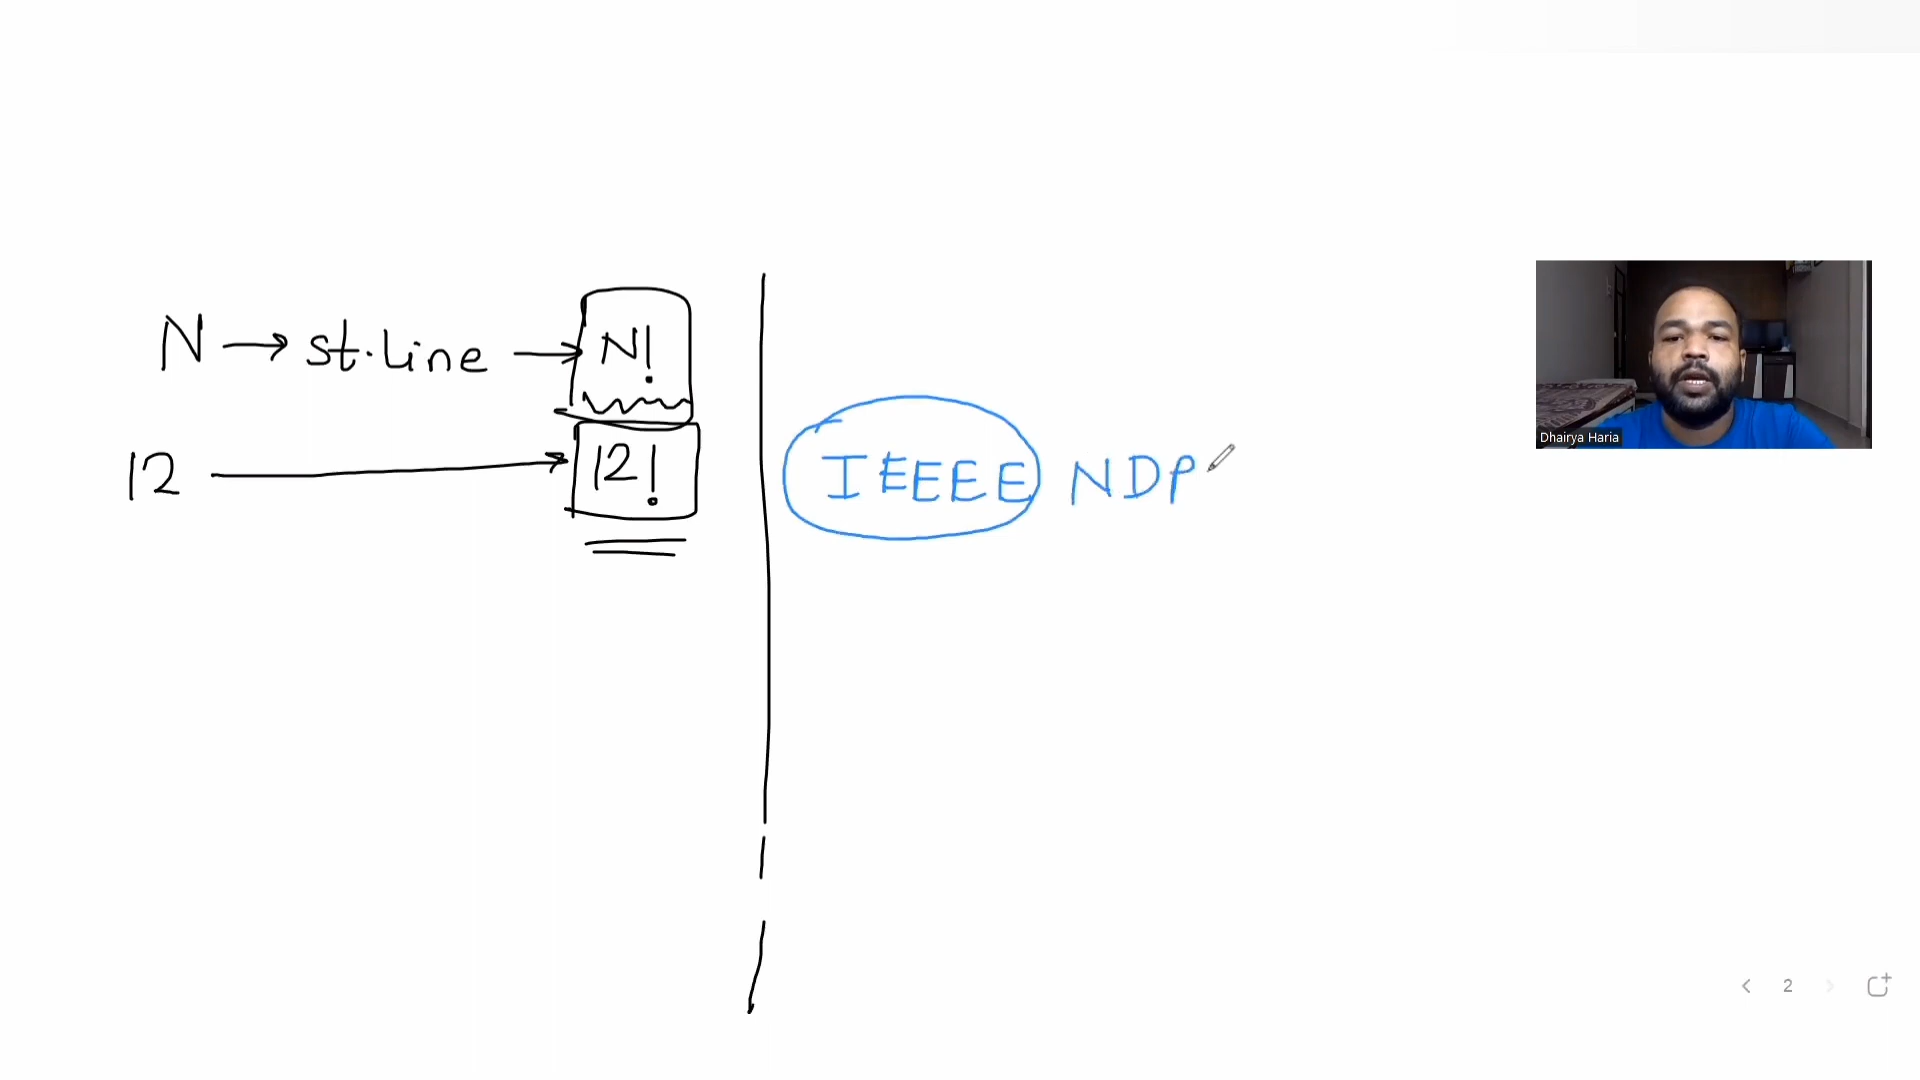 N → st. Line → N!
12 → 12!
IEEEE NDP
Dhairya Haria
2